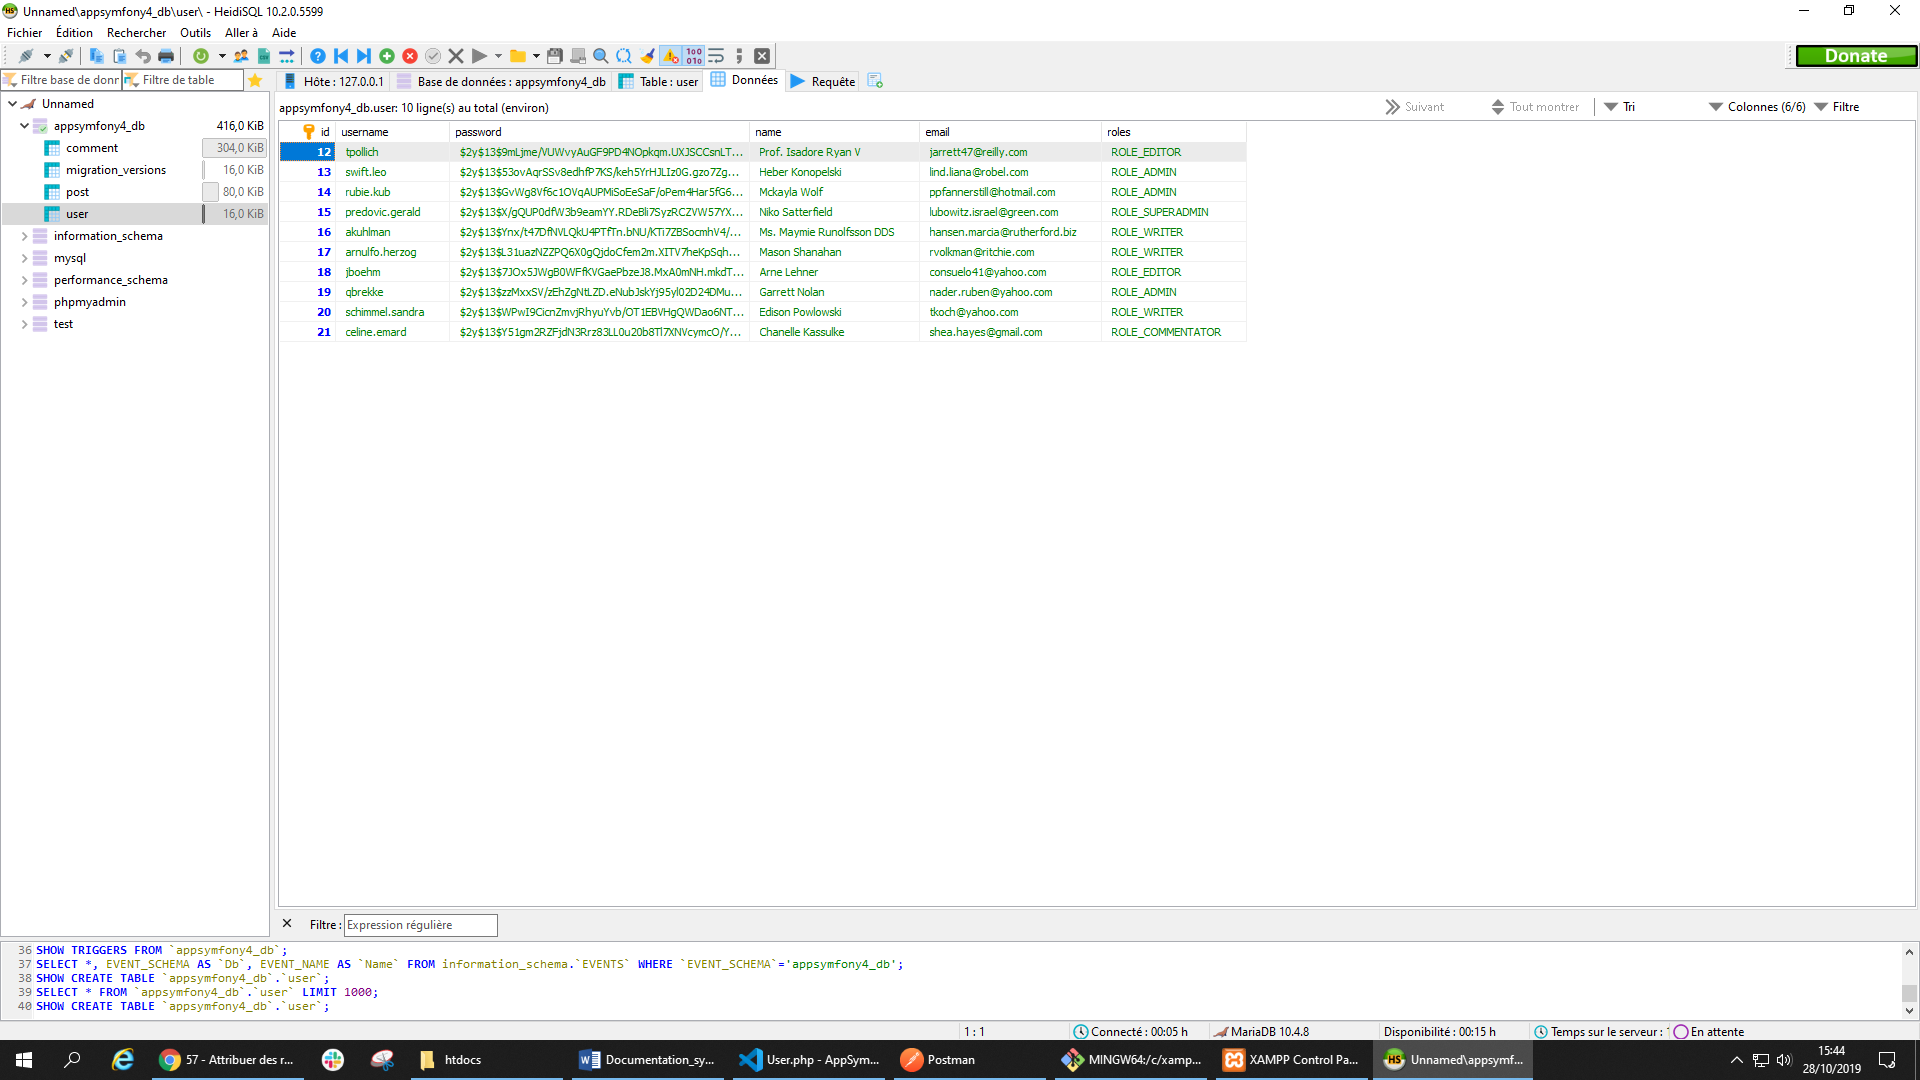 Unnamed\appsymfony4_db\user\ - HeidiSQL 10.2.0.5599
Fichier Édition Rechercher Outils Aller à Aide
Donate
Filtre base de donr Filtre de table
Hôte : 127.0.0.1 Base de données : appsymfony4_db Table : user Données Requête
Unnamed
appsymfony4_db 416,0 KiB
comment 304,0 KiB
migration_versions 16,0 KiB
post 80,0 KiB
user 16,0 KiB
information_schema
mysql
performance_schema
phpmyadmin
test
appsymfony4_db.user: 10 ligne(s) au total (environ) Suivant Tout montrer Tri Colonnes (6/6) Filtre
id username password name email roles
12 tpollich Prof. Isadore Ryan V jarrett47@reilly.com ROLE_EDITOR
13 swift.leo Heber Konopelski lind.liana@robel.com ROLE_ADMIN
14 rubie.kub Mckayla Wolf ppfannerstill@hotmail.com ROLE_ADMIN
15 predovic.gerald Niko Satterfield lubowitz.israel@green.com ROLE_SUPERADMIN
16 akuhlman Ms. Maymie Runolfsson DDS hansen.marcia@rutherford.biz ROLE_WRITER
17 arnulfo.herzog Mason Shanahan rvolkman@ritchie.com ROLE_WRITER
18 jboehm Arne Lehner consuelo41@yahoo.com ROLE_EDITOR
19 qbrekke Garrett Nolan nader.ruben@yahoo.com ROLE_ADMIN
20 schimmel.sandra Edison Powlowski tkoch@yahoo.com ROLE_WRITER
21 celine.emard Chanelle Kassulke shea.hayes@gmail.com ROLE_COMMENTATOR
Filtre : Expression régulière
36 SHOW TRIGGERS FROM `appsymfony4_db`;
37 SELECT *, EVENT_SCHEMA AS `Db`, EVENT_NAME AS `Name` FROM information_schema.`EVENTS` WHERE `EVENT_SCHEMA`='appsymfony4_db';
38 SHOW CREATE TABLE `appsymfony4_db`.`user`;
39 SELECT * FROM `appsymfony4_db`.`user` LIMIT 1000;
40 SHOW CREATE TABLE `appsymfony4_db`.`user`;
1 : 1 Connecté : 00:05 h MariaDB 10.4.8 Disponibilité : 00:15 h Temps sur le serveur : En attente
57 - Attribuer des r... htdocs Documentation_sy... User.php - AppSym... Postman MINGW64:/c/xamp... XAMPP Control Pa... Unnamed\appsymf...
15:44
28/10/2019